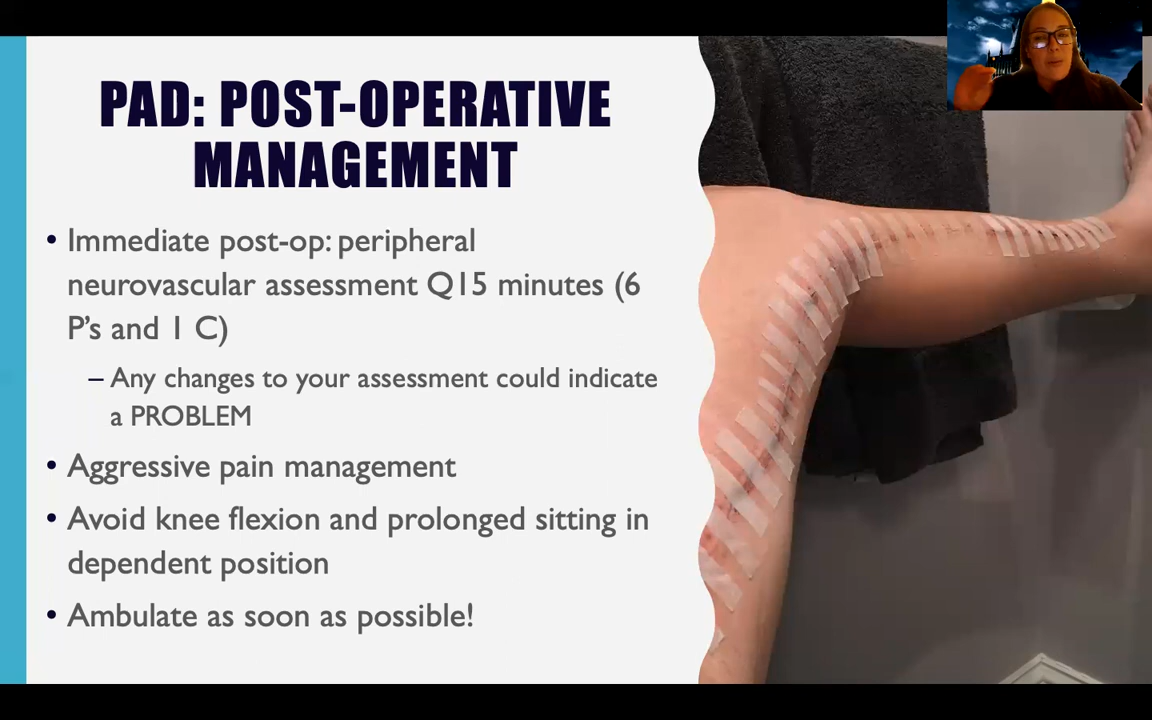 PAD: POST-OPERATIVE
MANAGEMENT
• Immediate post-op: peripheral
neurovascular assessment Q15 minutes (6
P's and 1 C)
– Any changes to your assessment could indicate
a PROBLEM
• Aggressive pain management
• Avoid knee flexion and prolonged sitting in
dependent position
• Ambulate as soon as possible!